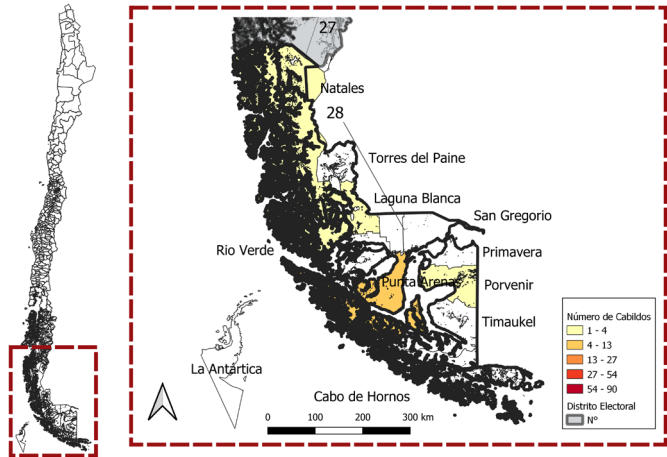 27
Natales
28
Torres del Paine
Laguna Blanca
San Gregorio
Rio Verde
Primavera
Punta Arenas
Porvenir
Timaukel
La Antártica
Cabo de Hornos
0 100 200 300 km
Número de Cabildos
1 - 4
4 - 13
13 - 27
27 - 54
54 - 90
Distrito Electoral
Nº